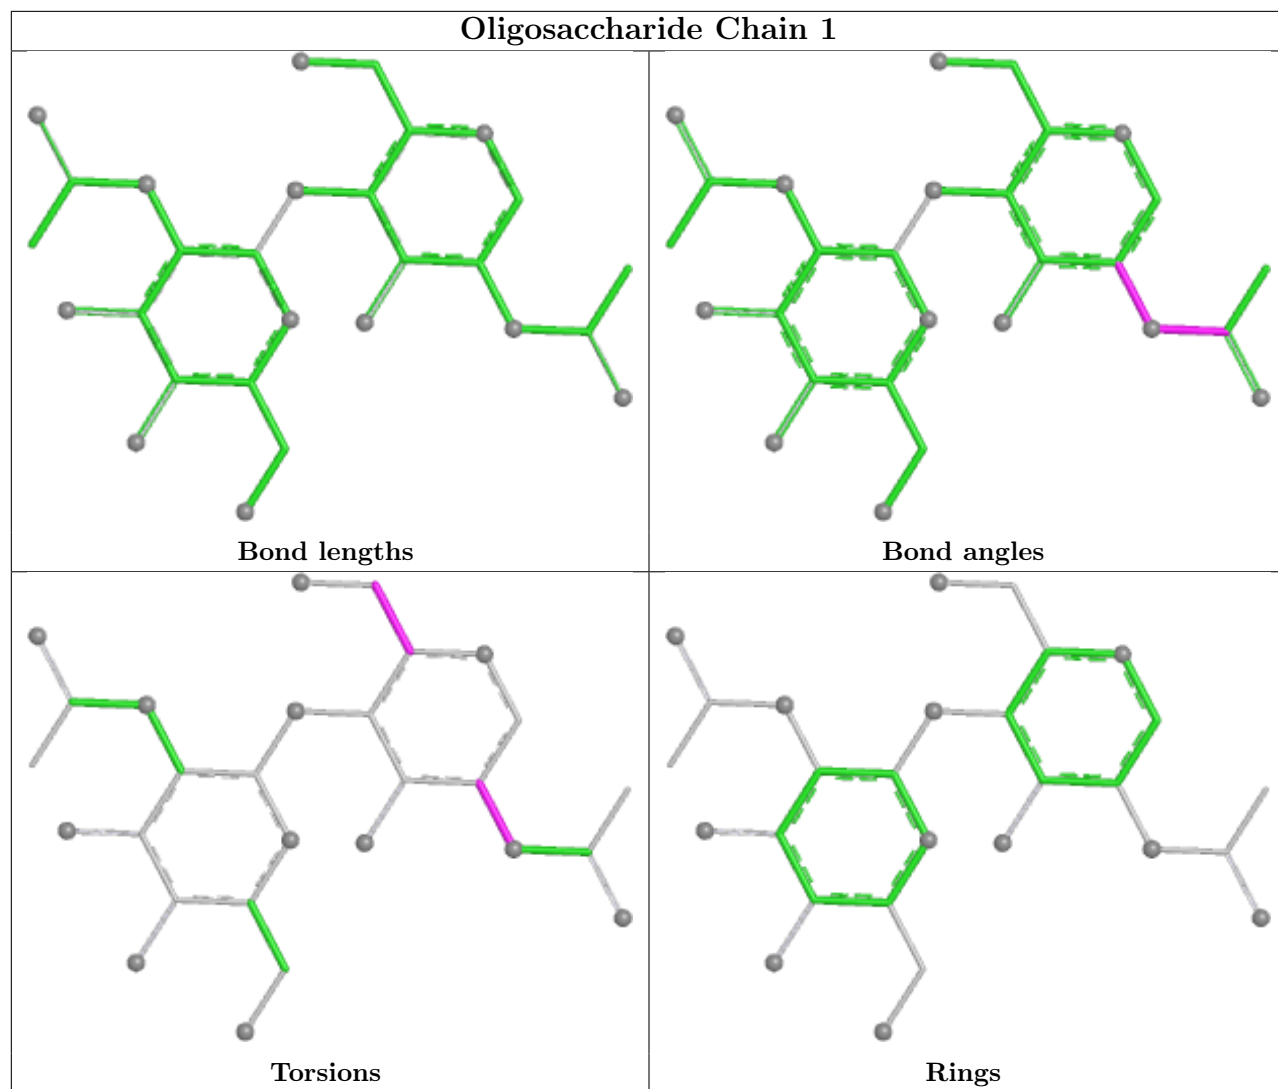 Oligosaccharide Chain 1
Bond lengths
Bond angles
Torsions
Rings